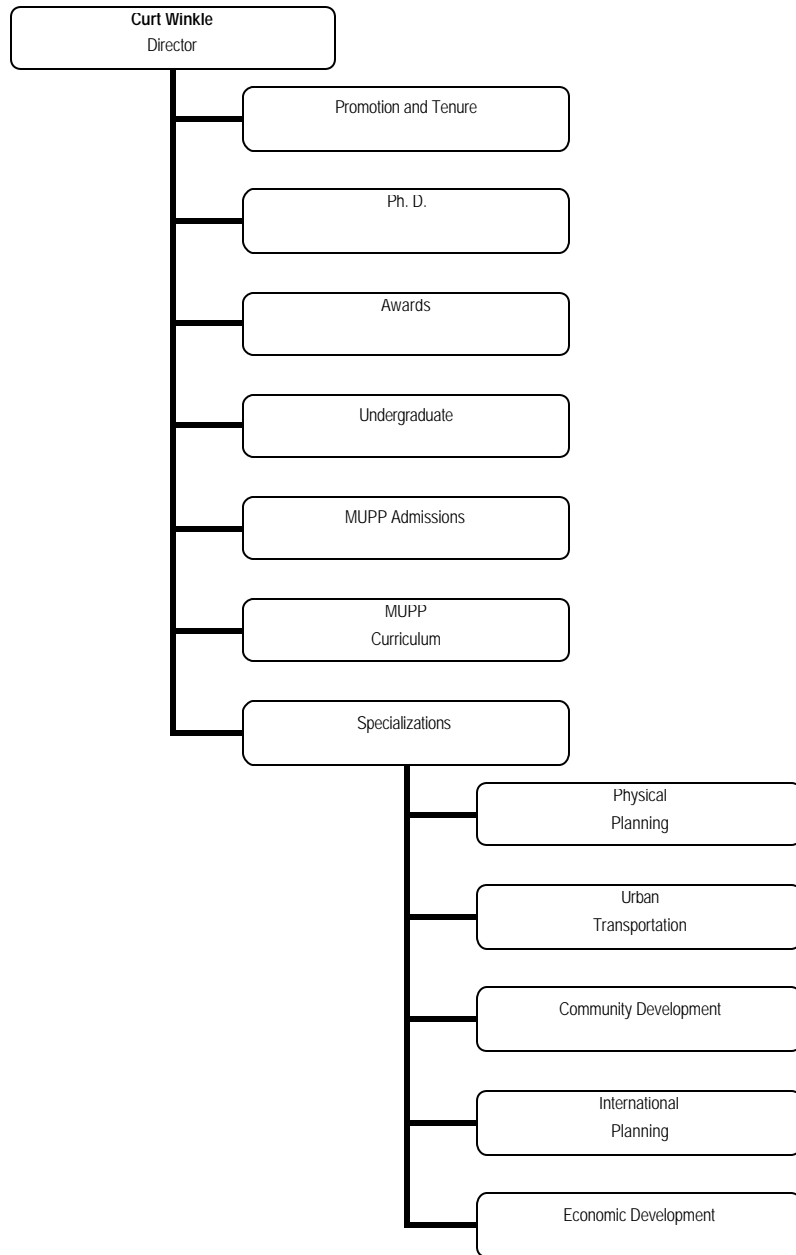 Curt Winkle
Director
Promotion and Tenure
Ph. D.
Awards
Undergraduate
MUPP Admissions
MUPP
Curriculum
Specializations
Physical
Planning
Urban
Transportation
Community Development
International
Planning
Economic Development